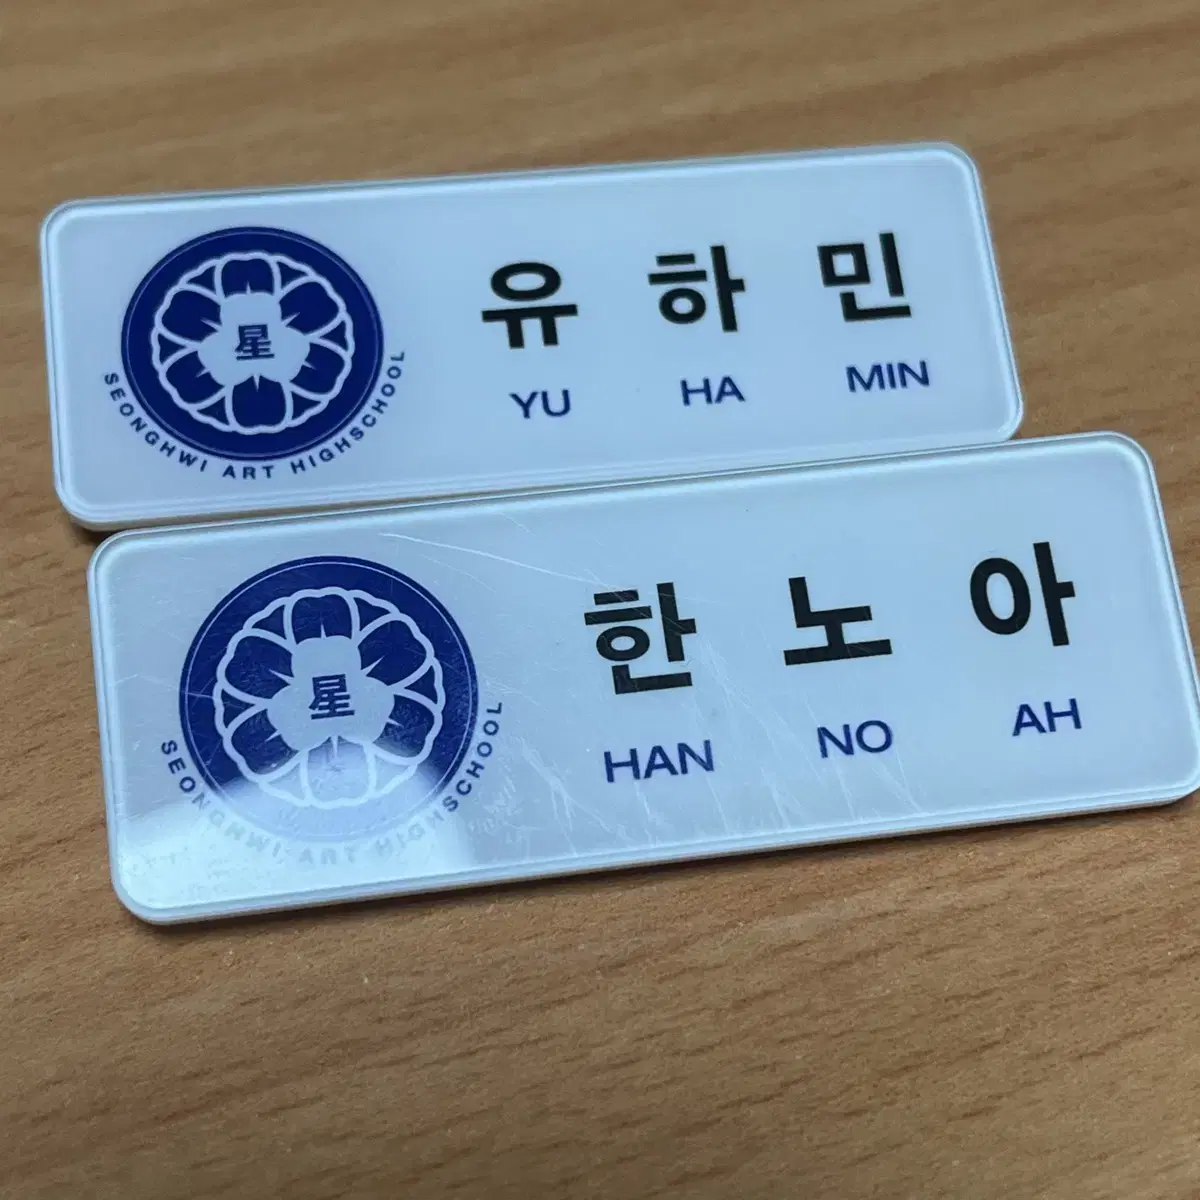 星
SEONGHWI ART HIGHSCHOOL
유 하 민
YU HA MIN
星
SEONGHWI ART HIGHSCHOOL
한 노 아
HAN NO AH